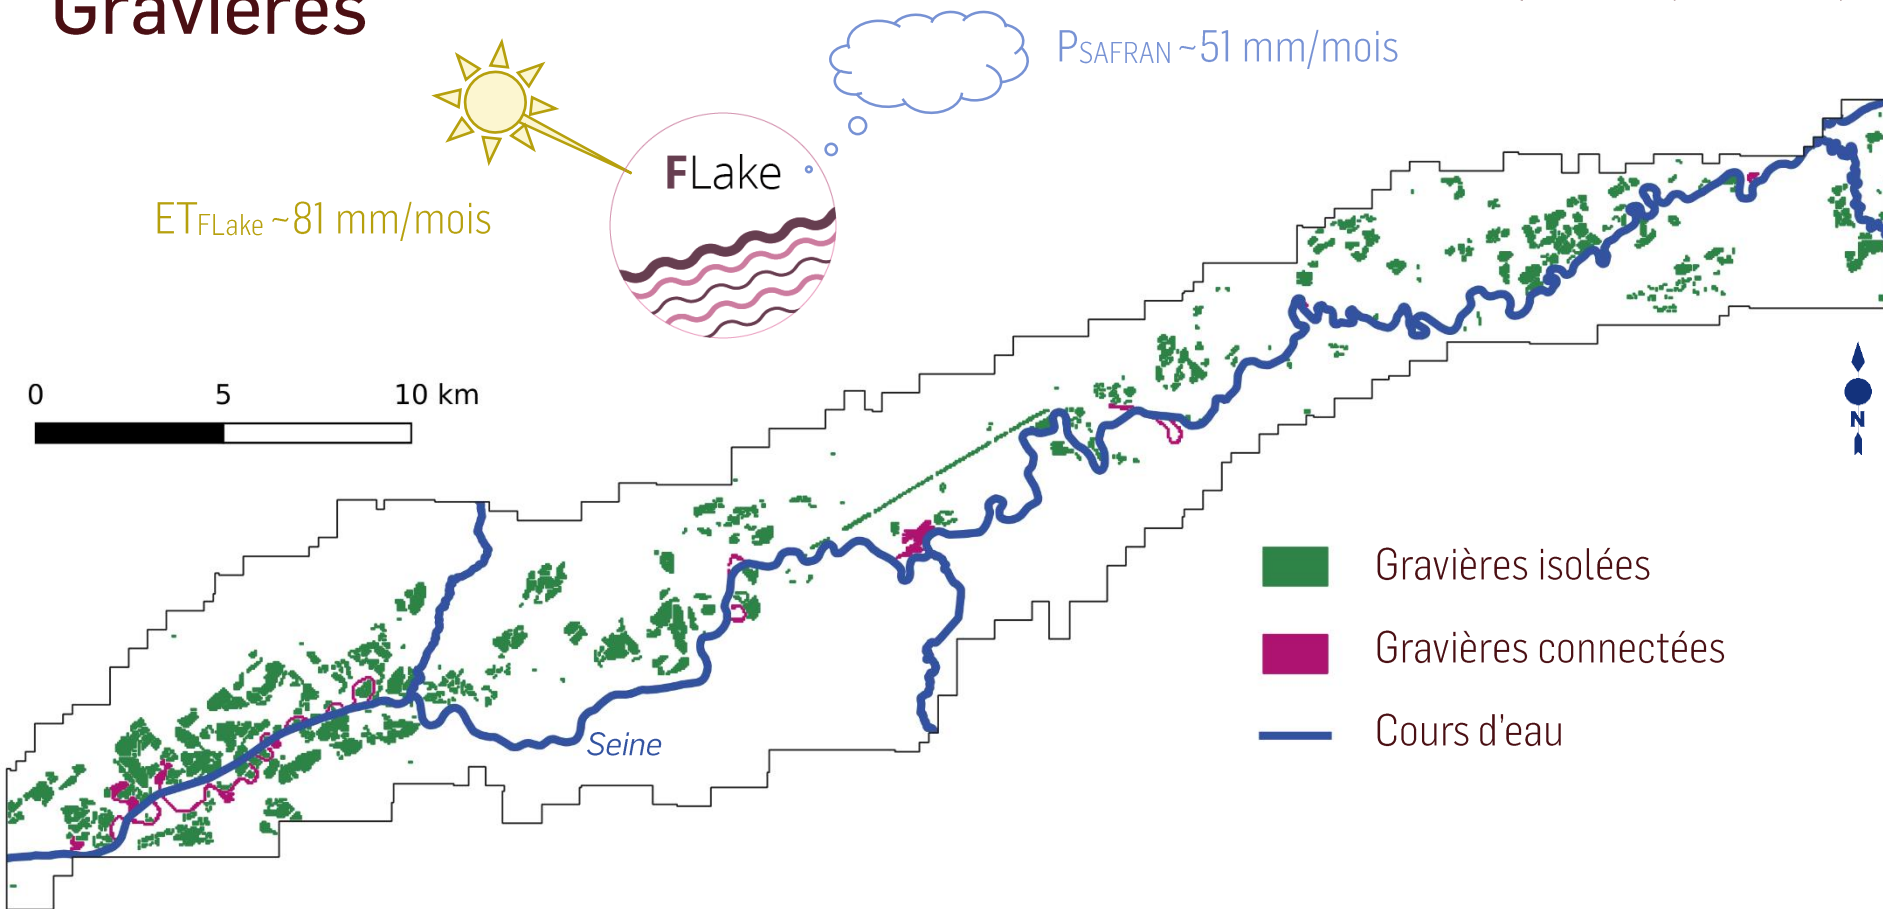 Gravières
PSAFRAN ~51 mm/mois
FLake
ETFLake ~81 mm/mois
0 5 10 km
N
Gravières isolées
Gravières connectées
Cours d'eau
Seine